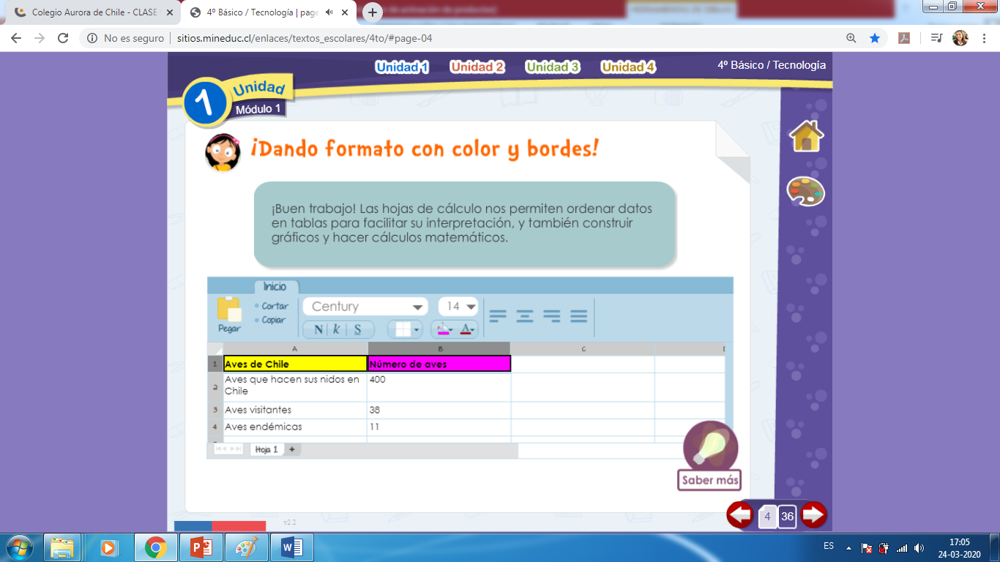 Colegio Aurora de Chile - CLASE
4º Básico / Tecnología | page
No es seguro | sitios.mineduc.cl/enlaces/textos_escolares/4to/#page-04
Unidad 1 Unidad 2 Unidad 3 Unidad 4 4º Básico / Tecnología
1 Unidad
Módulo 1
¡Dando formato con color y bordes!
¡Buen trabajo! Las hojas de cálculo nos permiten ordenar datos
en tablas para facilitar su interpretación, y también construir
gráficos y hacer cálculos matemáticos.
Inicio
Pegar
Cortar
Copiar
Century 14
N k S A
A B C
1 Aves de Chile Número de aves
2 Aves que hacen sus nidos en 400
Chile
3 Aves visitantes 38
4 Aves endémicas 11
Hoja 1 +
Saber más
4 36
v2.2
ES 17:05
24-03-2020